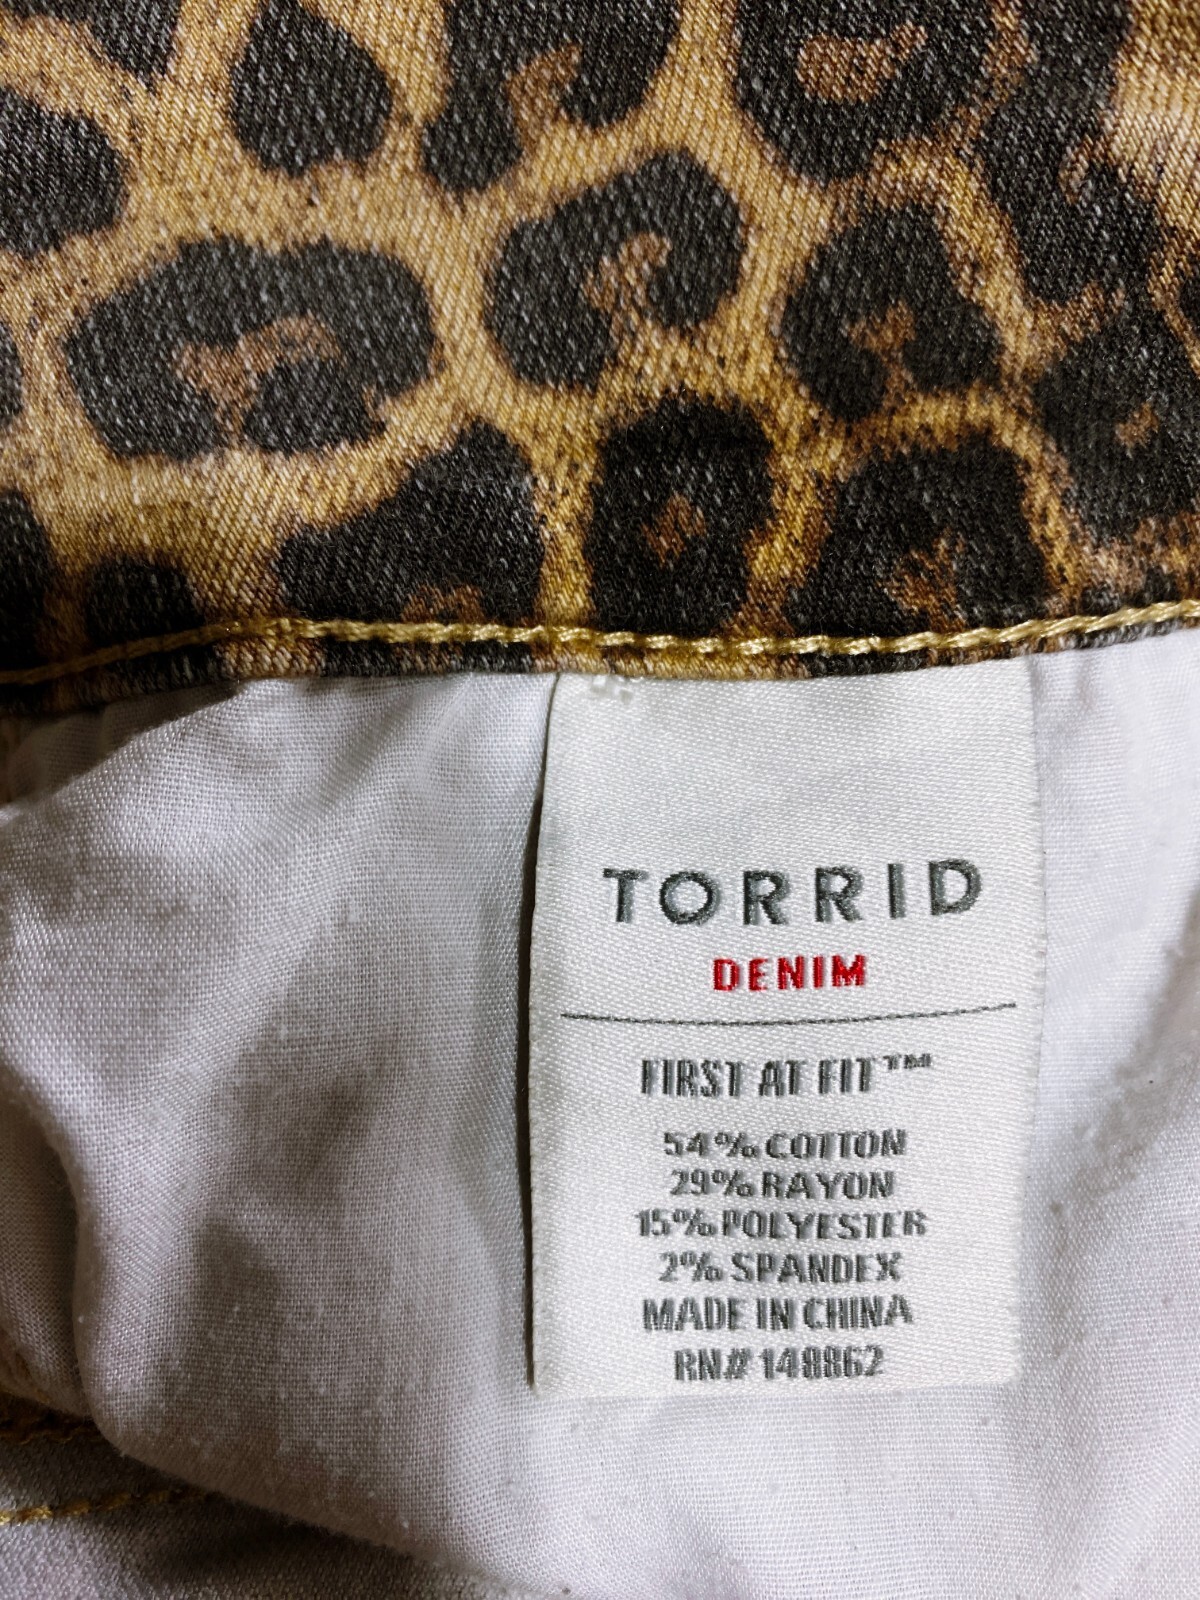 TORRID
DENIM
FIRST AT FIT™
54% COTTON
29% RAYON
15% POLYESTER
2% SPANDEX
MADE IN CHINA
RN# 148862